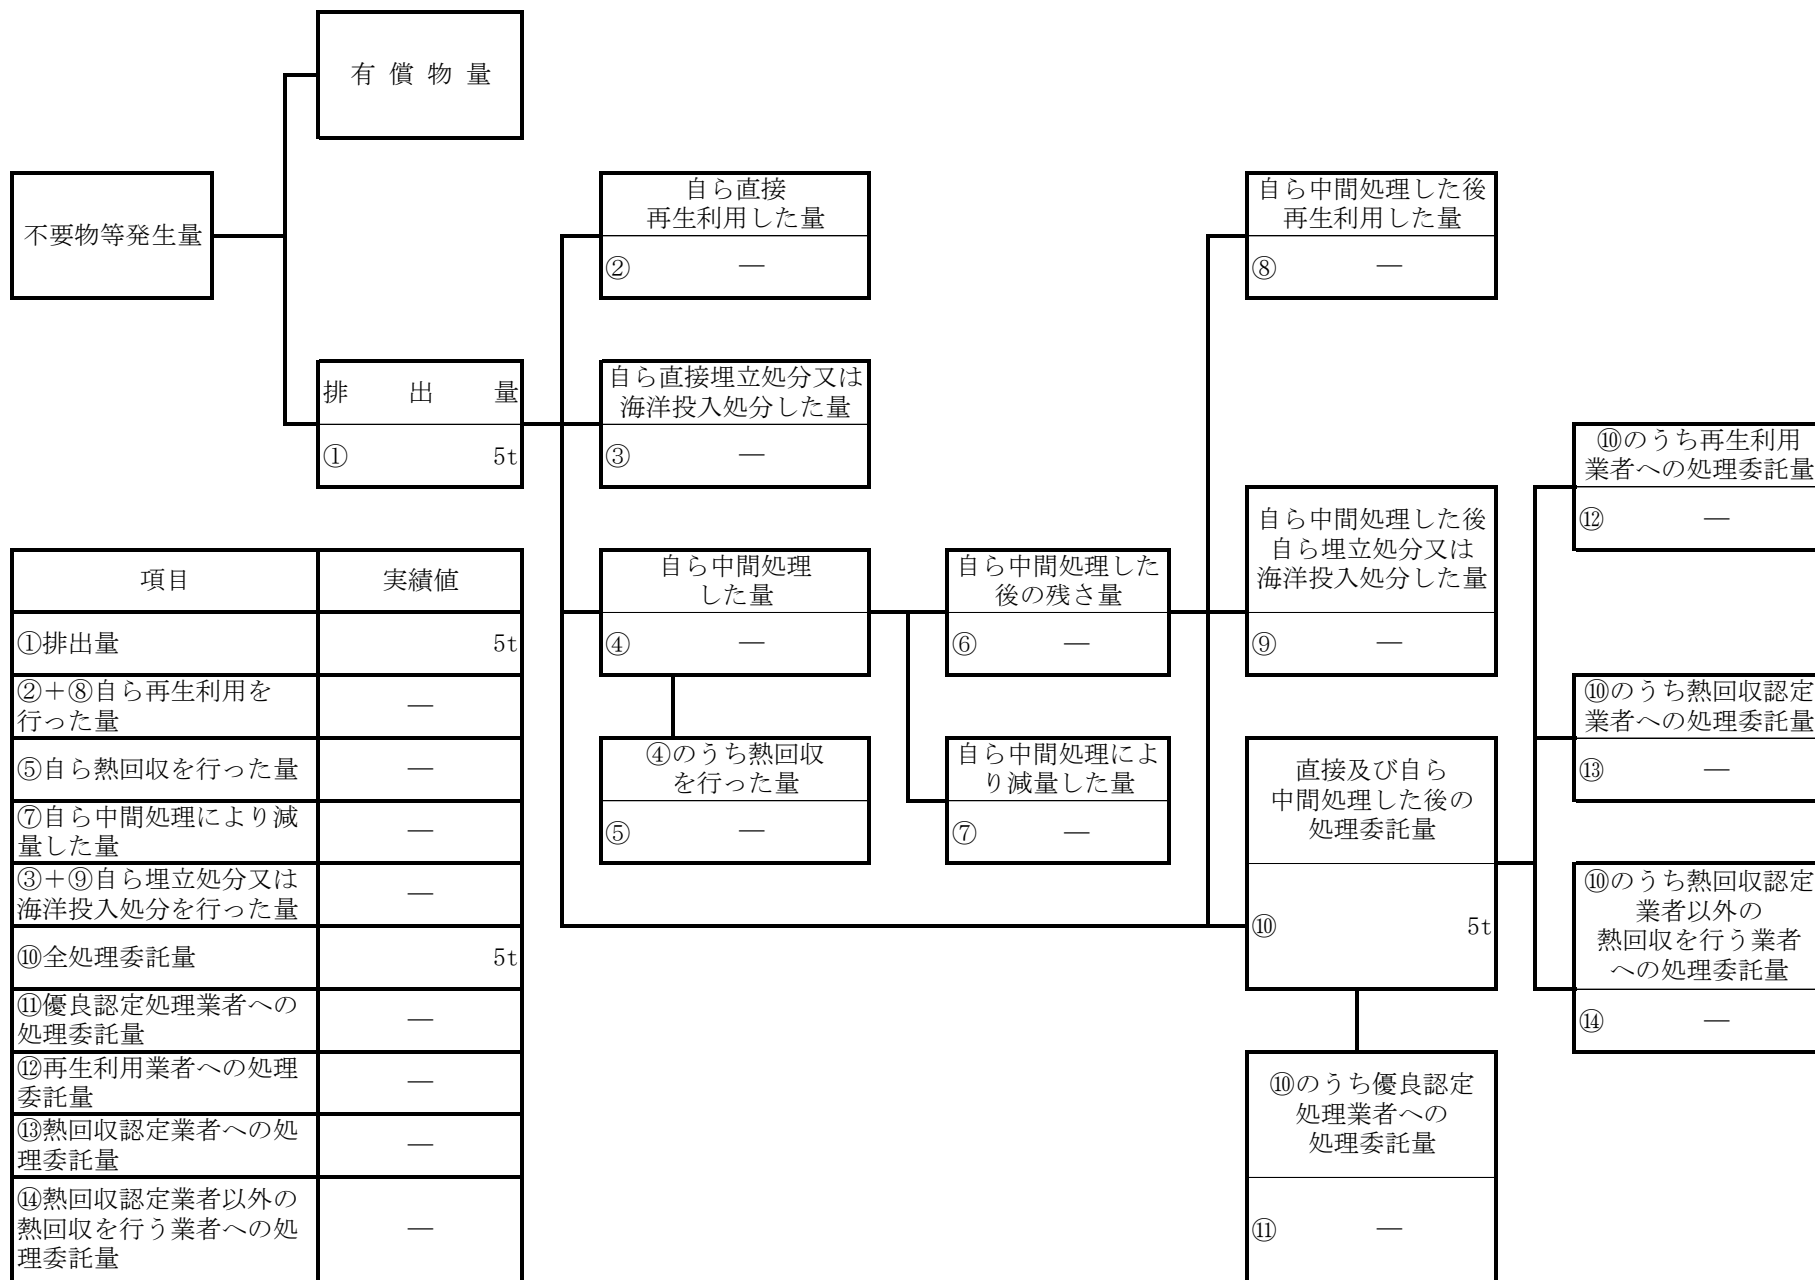 有償物量
不要物等発生量
自ら直接
再生利用した量
② ―
自ら中間処理した後
再生利用した量
⑧ ―
排出量
① 5t
自ら直接埋立処分又は
海洋投入処分した量
③ ―
⑩のうち再生利用
業者への処理委託量
⑫ ―
自ら中間処理した後
自ら埋立処分又は
海洋投入処分した量
⑨ ―
自ら中間処理
した量
④ ―
自ら中間処理した
後の残さ量
⑥ ―
④のうち熱回収
を行った量
⑤ ―
自ら中間処理によ
り減量した量
⑦ ―
直接及び自ら
中間処理した後の
処理委託量
⑩ 5t
⑩のうち熱回収認定
業者への処理委託量
⑬ ―
⑩のうち熱回収認定
業者以外の
熱回収を行う業者
への処理委託量
⑭ ―
⑩のうち優良認定
処理業者への
処理委託量
⑪ ―
項目 実績値
①排出量 5t
②＋⑧自ら再生利用を
行った量 ―
⑤自ら熱回収を行った量 ―
⑦自ら中間処理により減
量した量 ―
③＋⑨自ら埋立処分又は
海洋投入処分を行った量 ―
⑩全処理委託量 5t
⑪優良認定処理業者への
処理委託量 ―
⑫再生利用業者への処理
委託量 ―
⑬熱回収認定業者への処
理委託量 ―
⑭熱回収認定業者以外の
熱回収を行う業者への処
理委託量 ―